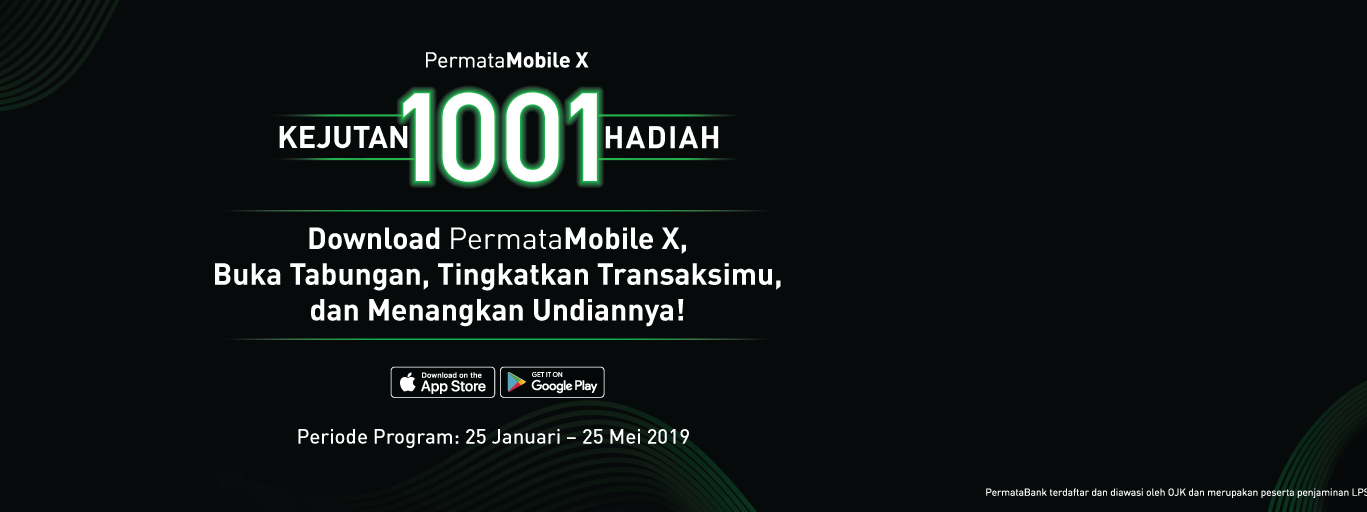 PermataMobile X
KEJUTAN 1001 HADIAH
Download PermataMobile X,
Buka Tabungan, Tingkatkan Transaksimu,
dan Menangkan Undiannya!
Download on the App Store
GET IT ON Google Play
Periode Program: 25 Januari – 25 Mei 2019
PermataBank terdaftar dan diawasi oleh OJK dan merupakan peserta penjaminan LPS